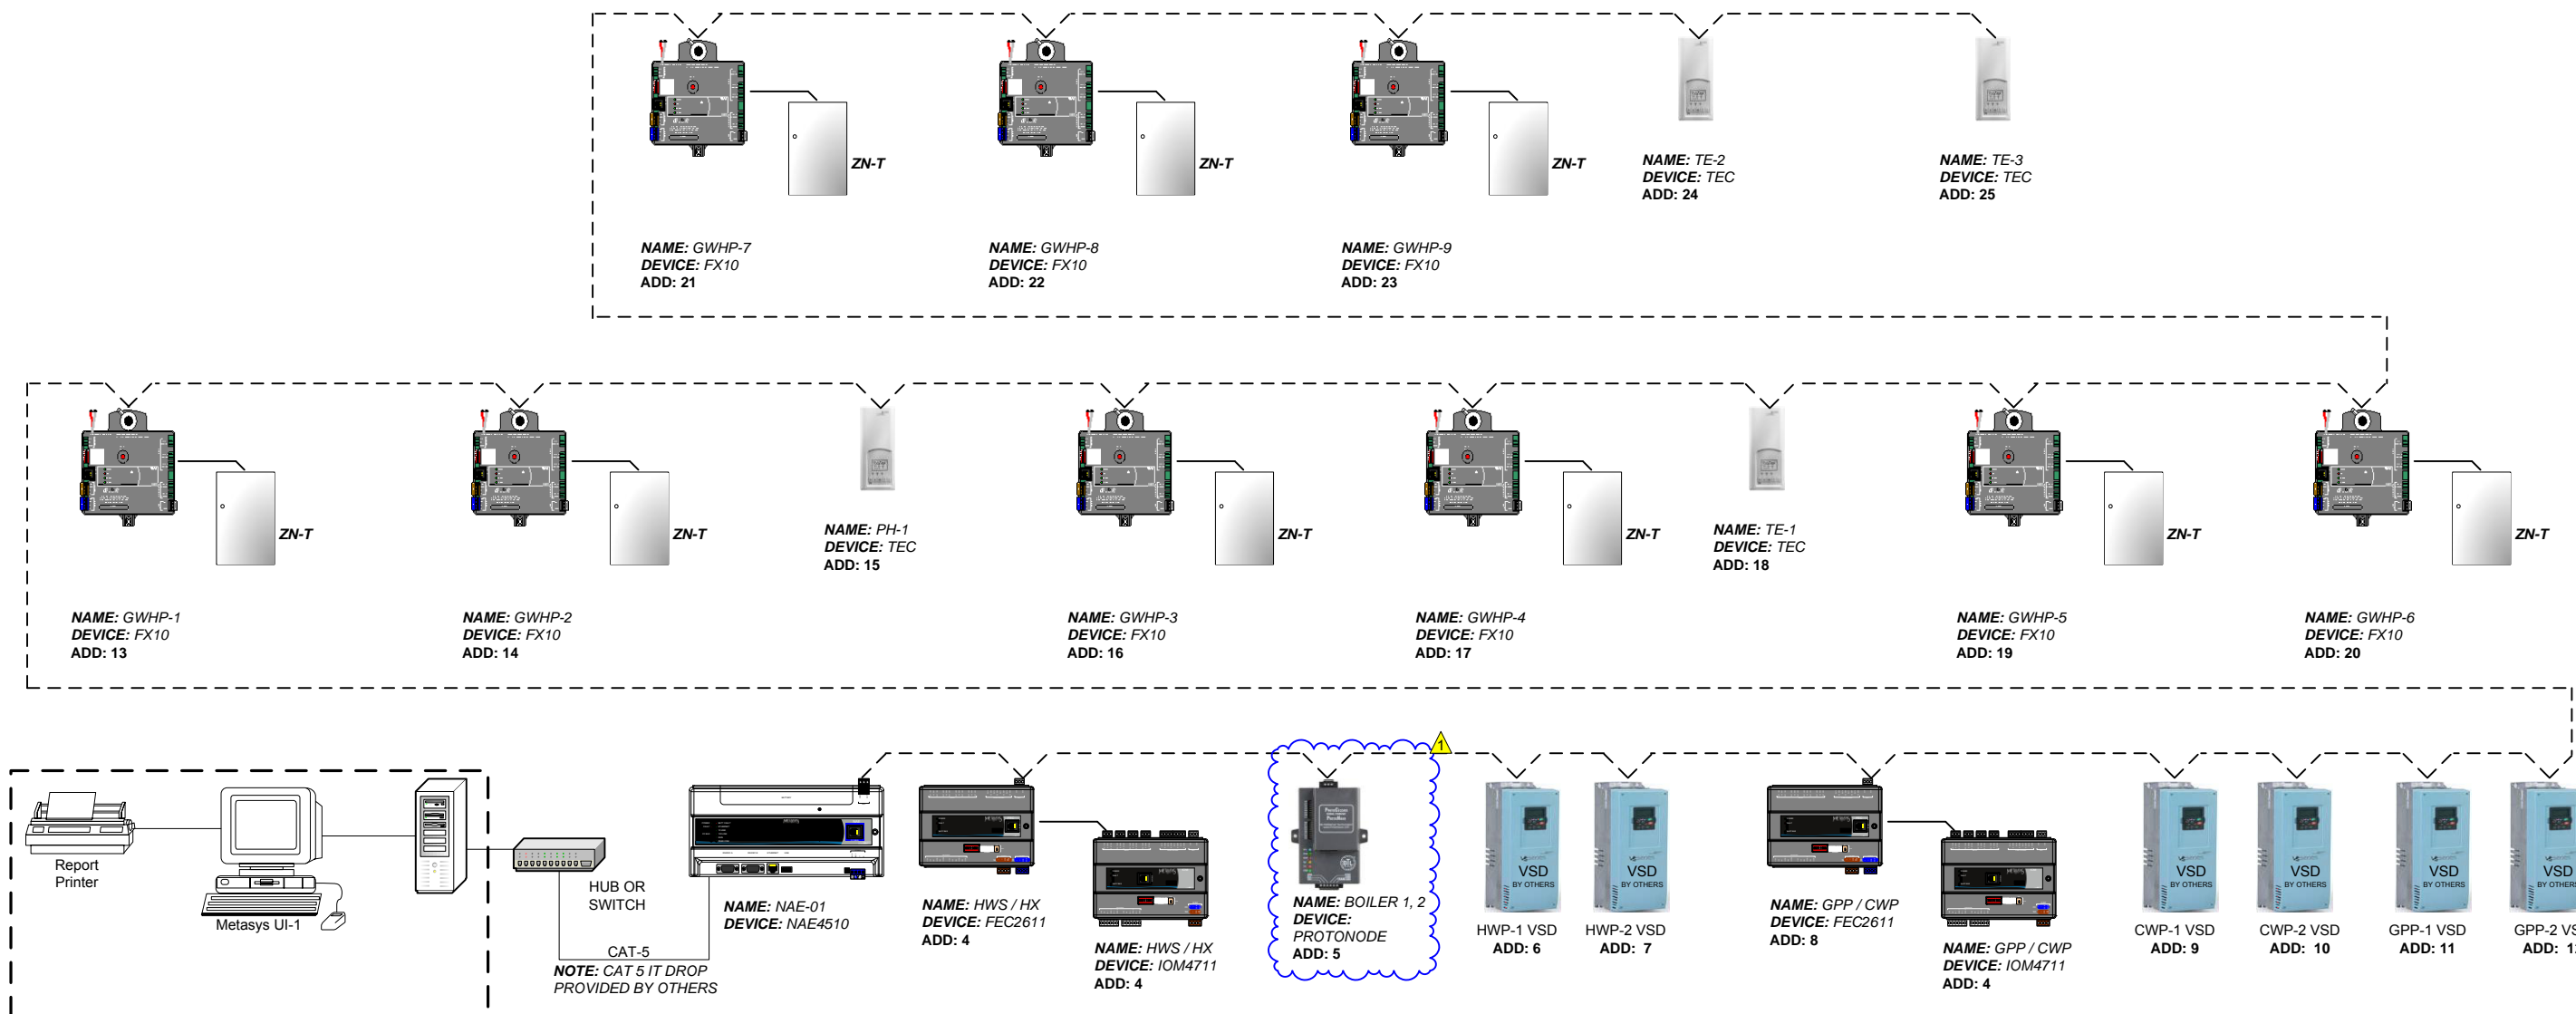 ZN-T
ZN-T
ZN-T
NAME: GWHP-7
DEVICE: FX10
ADD: 21
NAME: GWHP-8
DEVICE: FX10
ADD: 22
NAME: GWHP-9
DEVICE: FX10
ADD: 23
NAME: TE-2
DEVICE: TEC
ADD: 24
NAME: TE-3
DEVICE: TEC
ADD: 25
ZN-T
ZN-T
ZN-T
ZN-T
ZN-T
ZN-T
NAME: GWHP-1
DEVICE: FX10
ADD: 13
NAME: GWHP-2
DEVICE: FX10
ADD: 14
NAME: PH-1
DEVICE: TEC
ADD: 15
NAME: GWHP-3
DEVICE: FX10
ADD: 16
NAME: GWHP-4
DEVICE: FX10
ADD: 17
NAME: TE-1
DEVICE: TEC
ADD: 18
NAME: GWHP-5
DEVICE: FX10
ADD: 19
NAME: GWHP-6
DEVICE: FX10
ADD: 20
Report
Printer
Metasys UI-1
HUB OR
SWITCH
CAT-5
NOTE: CAT 5 IT DROP
PROVIDED BY OTHERS
NAME: NAE-01
DEVICE: NAE4510
NAME: HWS / HX
DEVICE: FEC2611
ADD: 4
NAME: HWS / HX
DEVICE: IOM4711
ADD: 4
1
NAME: BOILER 1, 2
DEVICE:
PROTONODE
ADD: 5
VSD
BY OTHERS
HWP-1 VSD
ADD: 6
VSD
BY OTHERS
HWP-2 VSD
ADD: 7
NAME: GPP / CWP
DEVICE: FEC2611
ADD: 8
NAME: GPP / CWP
DEVICE: IOM4711
ADD: 4
VSD
BY OTHERS
CWP-1 VSD
ADD: 9
VSD
BY OTHERS
CWP-2 VSD
ADD: 10
VSD
BY OTHERS
GPP-1 VSD
ADD: 11
VSD
BY OTHERS
GPP-2
ADD: